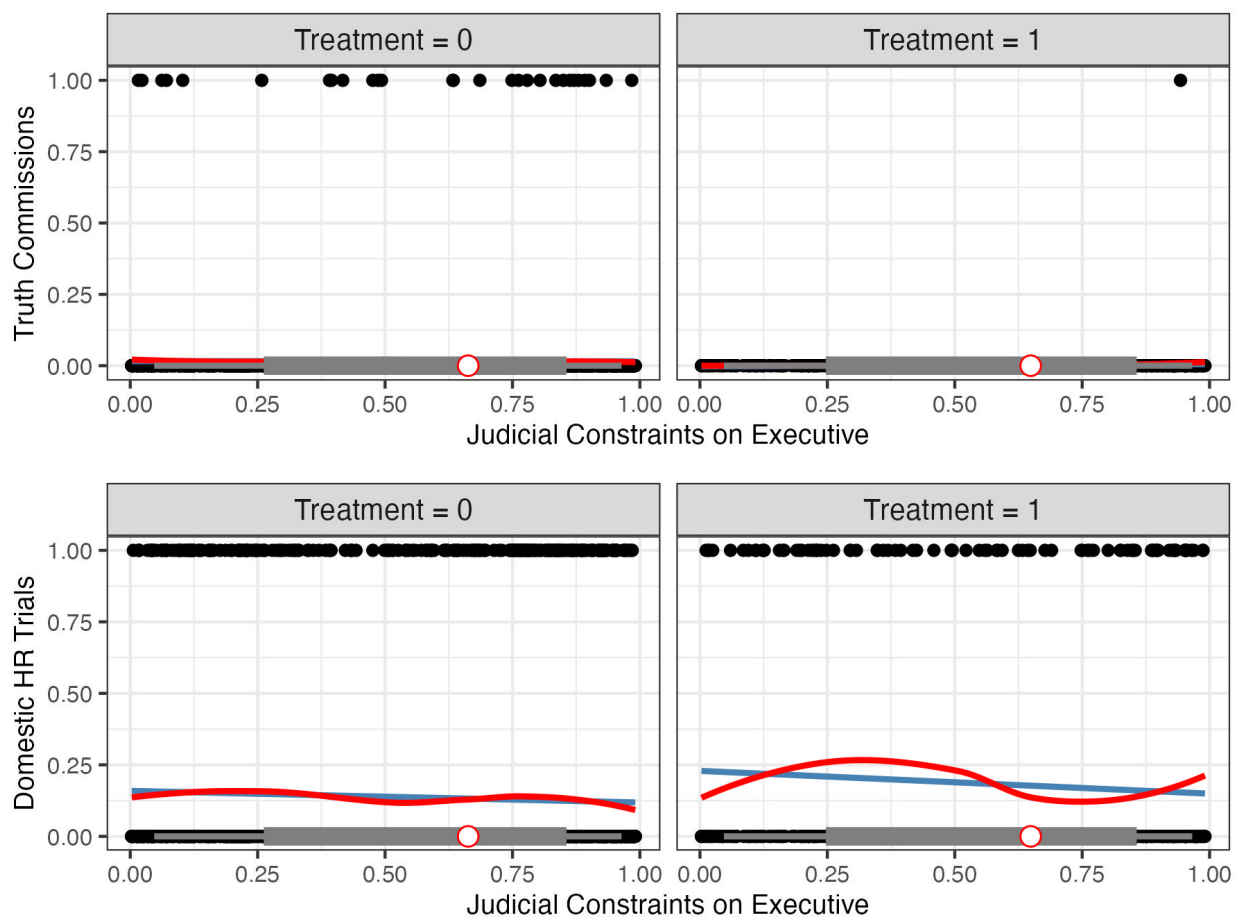 Treatment = 0
Treatment = 1
Truth Commissions
1.00
0.75
0.50
0.25
0.00
0.00 0.25 0.50 0.75 1.00
0.00 0.25 0.50 0.75 1.00
Judicial Constraints on Executive
Treatment = 0
Treatment = 1
Domestic HR Trials
1.00
0.75
0.50
0.25
0.00
0.00 0.25 0.50 0.75 1.00
0.00 0.25 0.50 0.75 1.00
Judicial Constraints on Executive